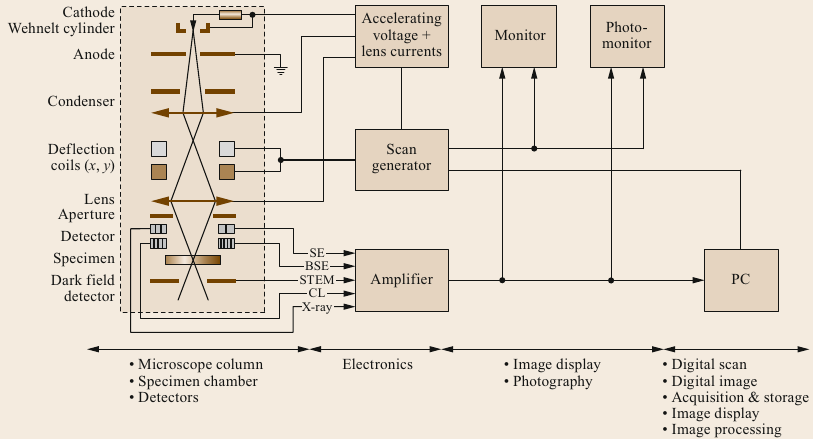 Cathode
Wehnelt cylinder
Anode
Condenser
Deflection
coils (x, y)
Lens
Aperture
Detector
Specimen
Dark field
detector
Accelerating
voltage +
lens currents
Monitor
Photo-
monitor
Scan
generator
SE
BSE
STEM
CL
X-ray
Amplifier
PC
• Microscope column
• Specimen chamber
• Detectors
Electronics
• Image display
• Photography
• Digital scan
• Digital image
• Acquisition & storage
• Image display
• Image processing